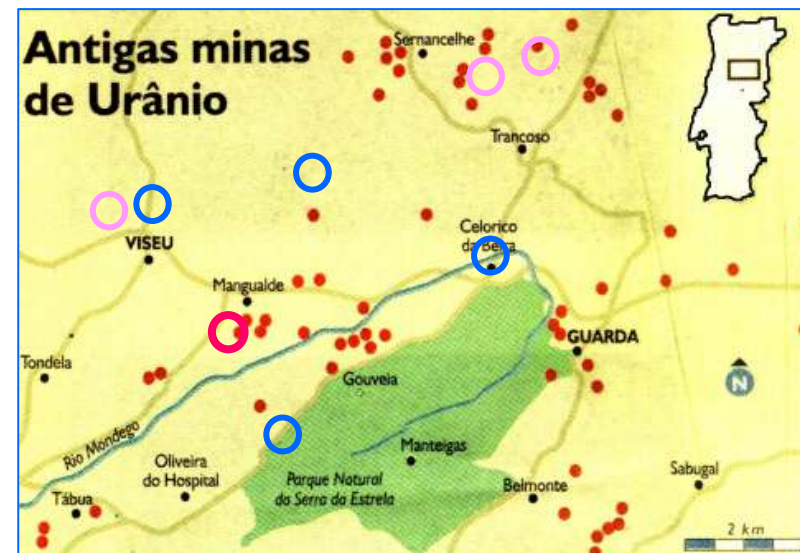 Antigas minas
de Urânio
Sernancelhe
Trancoso
VISEU
Celorico
da Beira
Mangualde
GUARDA
Tondela
Gouveia
N
Rio Mondego
Manteigas
Oliveira
do Hospital
Parque Natural
da Serra da Estrela
Belmonte
Sabugal
Tábua
2 km